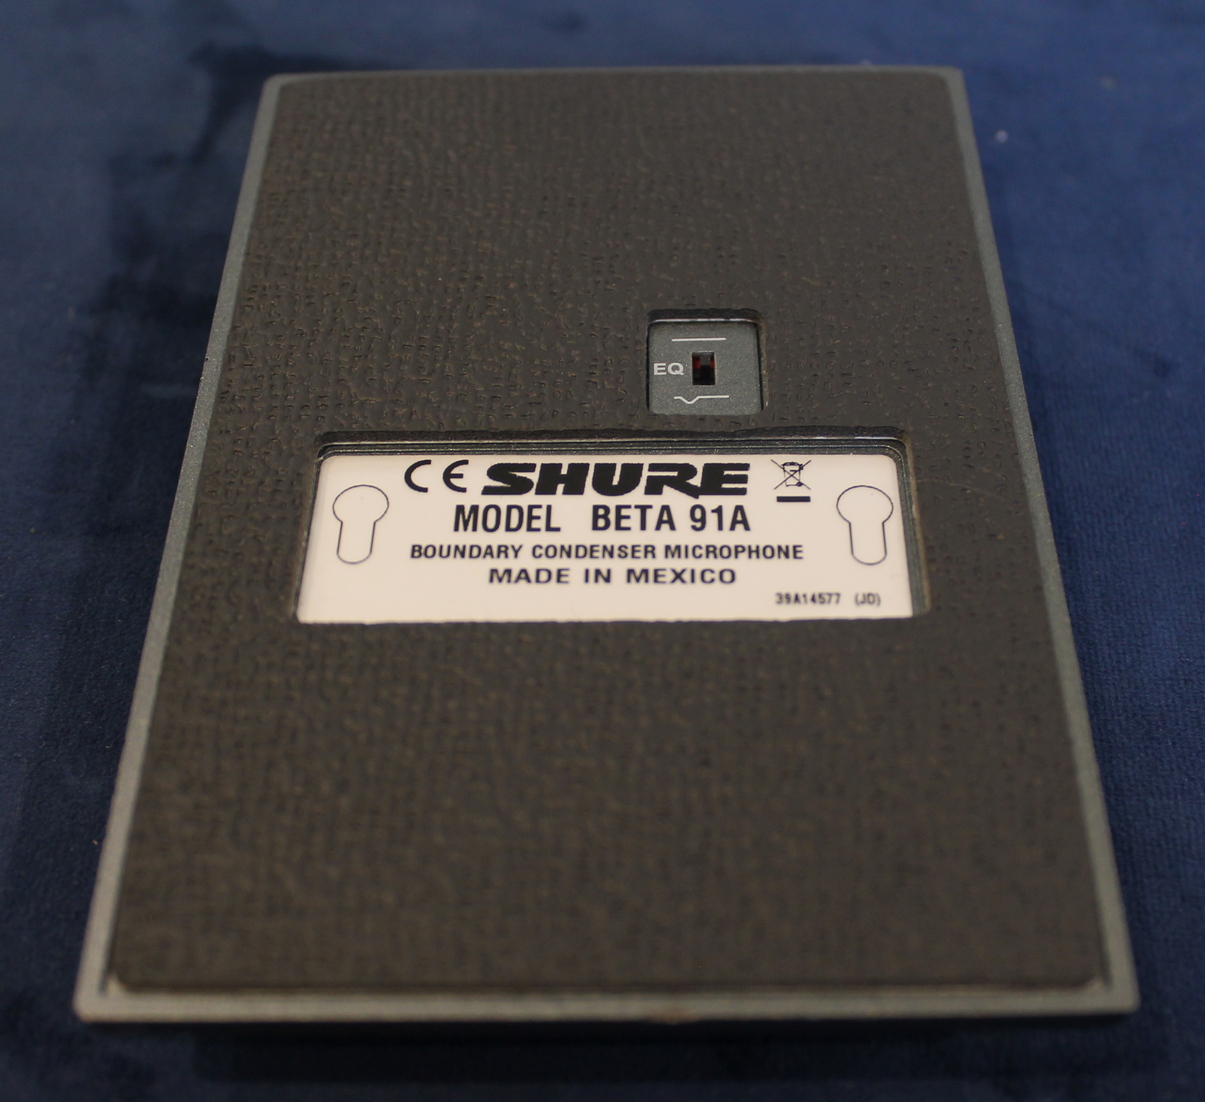 EQ
CE SHURE
MODEL BETA 91A
BOUNDARY CONDENSER MICROPHONE
MADE IN MEXICO
39A14577 (JD)